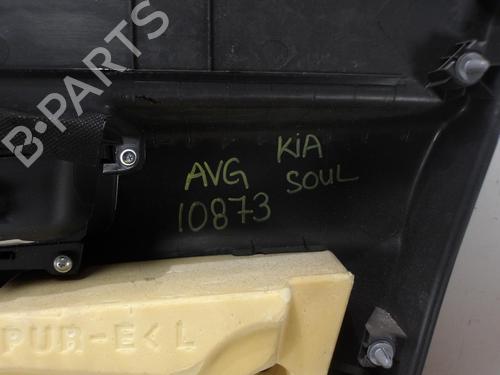 B-PARTS
AVG KIA
SOUL
10873
PUR-E< L